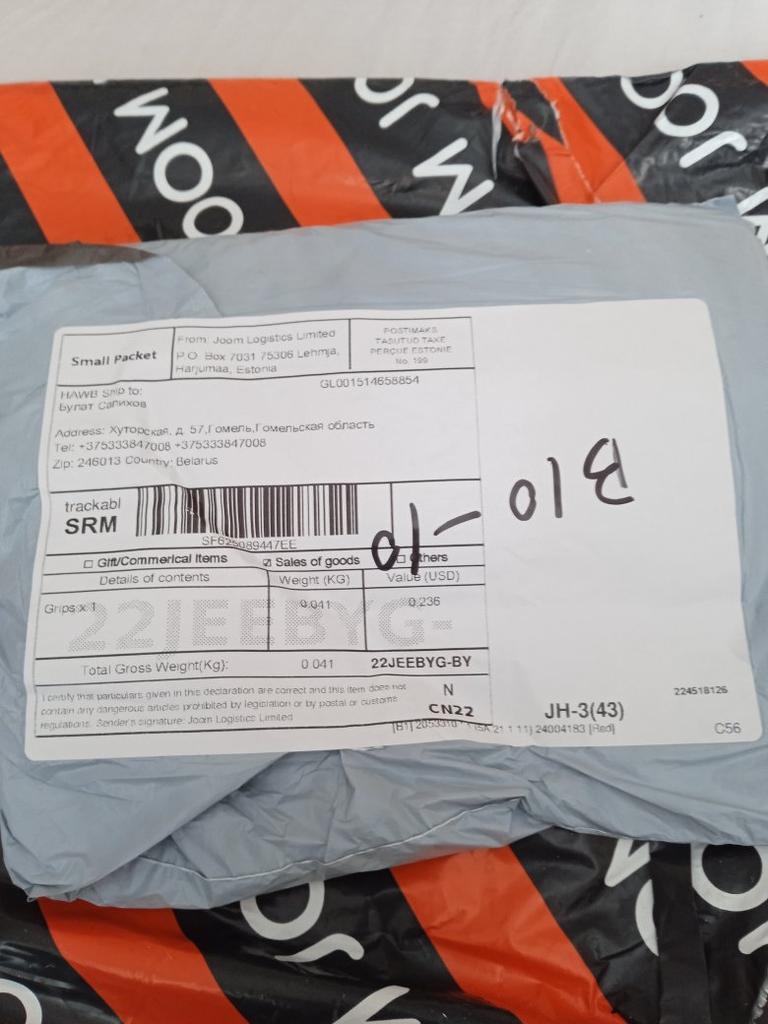 JOOM
JOOM
JOOM
Small Packet
From: Joom Logistics Limited
P.O. Box 7031 75306 Lehmja,
Harjumaa, Estonia
POSTIMAKS
TASUTUD TAXE
PERÇUE ESTONIE
No. 199
HAWB Ship to:
GL001514658854
Булат Салихов
Address: Хуторская, д 57,Гомель,Гомельская область
Tel: +375333847008 +375333847008
Zip: 246013 Country: Belarus
trackabl
SRM
SF625089447EE
B10 -10
☐ Gift/Commerical Items ☑ Sales of goods ☐ Others
Details of contents Weight (KG) Value (USD)
Grips x 1 0.041 0.236
22JEEBYG-
Total Gross Weight(Kg): 0.041 22JEEBYG-BY
I certify that particulars given in this declaration are correct and this item does not
contain any dangerous articles prohibited by legislation or by postal or customs
regulations. Sender's signature: Joom Logistics Limited
N
CN22
JH-3(43)
224518126
24004183 [Red]
C56
JO